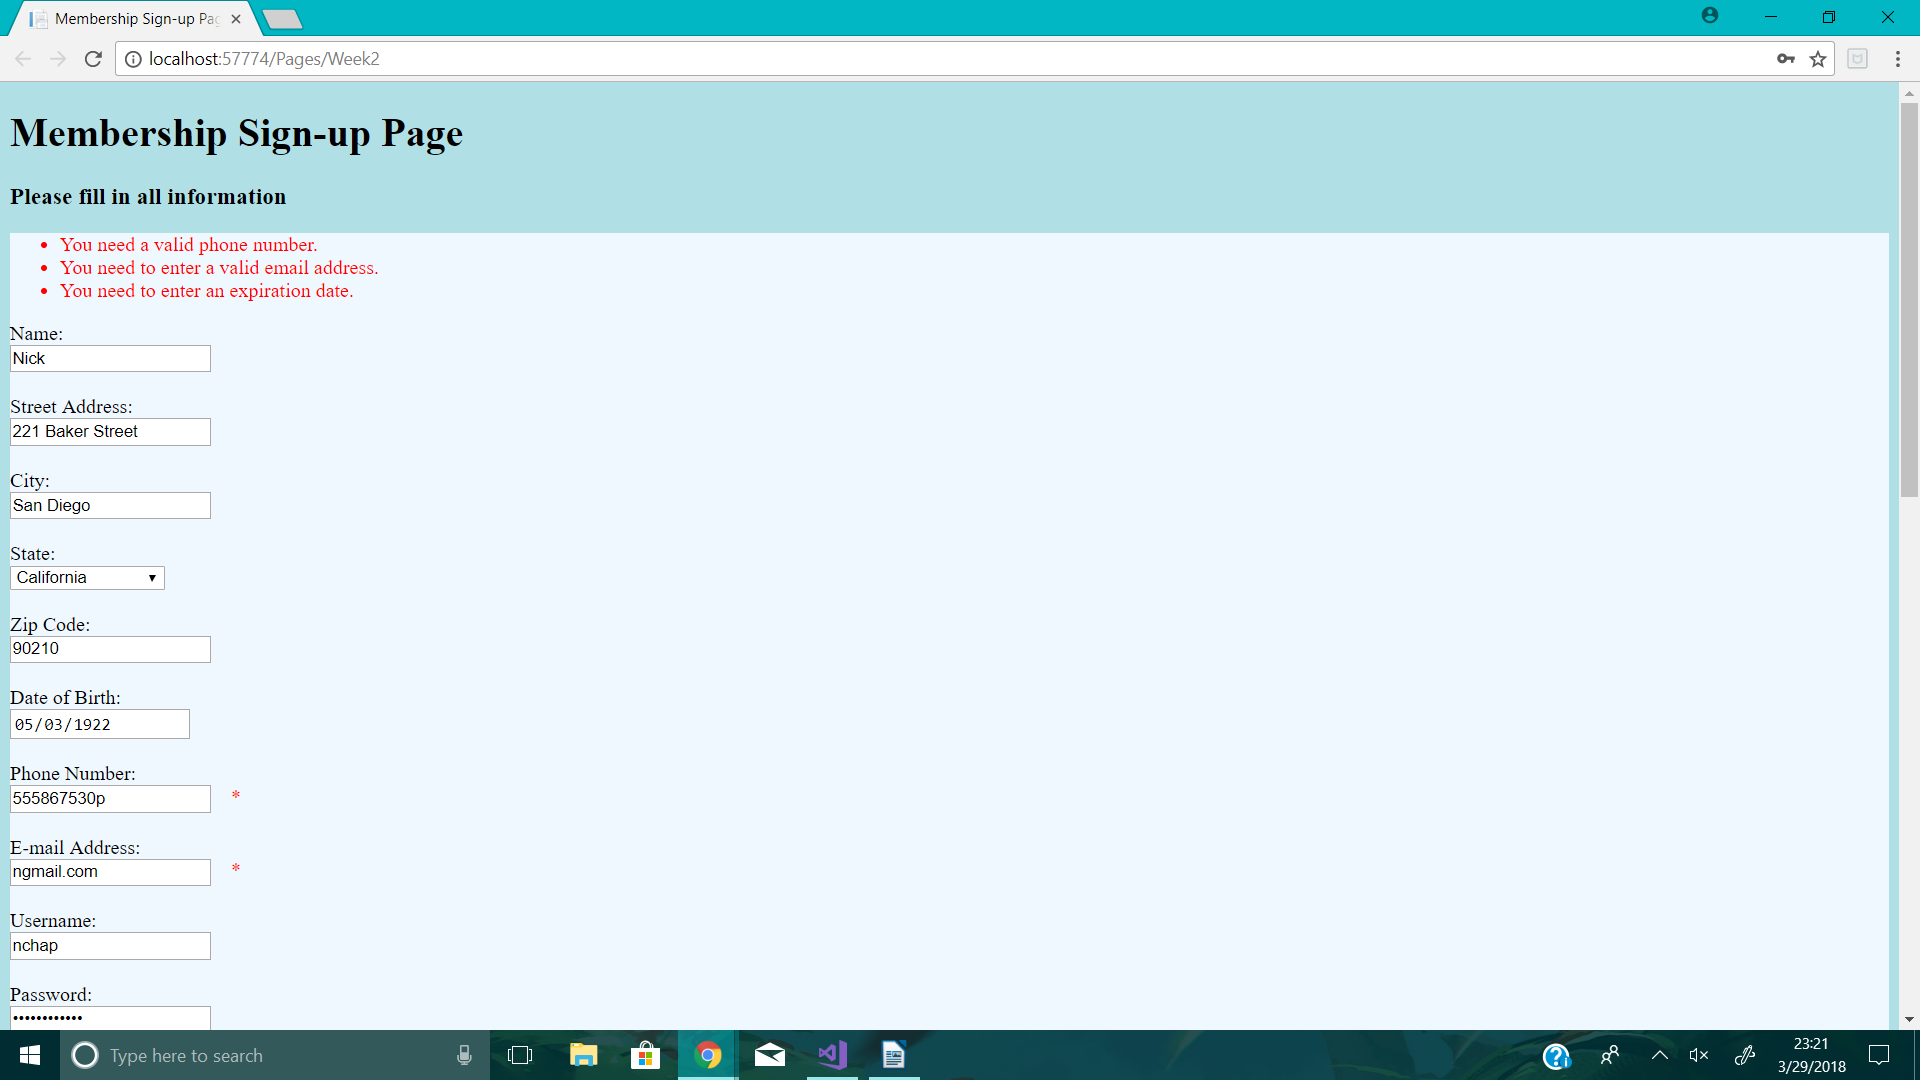 Membership Sign-up Pag
localhost:57774/Pages/Week2
Membership Sign-up Page
Please fill in all information
• You need a valid phone number.
• You need to enter a valid email address.
• You need to enter an expiration date.
Name:
Nick
Street Address:
221 Baker Street
City:
San Diego
State:
California
Zip Code:
90210
Date of Birth:
05/03/1922
Phone Number:
555867530p *
E-mail Address:
ngmail.com *
Username:
nchap
Password:
••••••••••••
Type here to search
23:21
3/29/2018